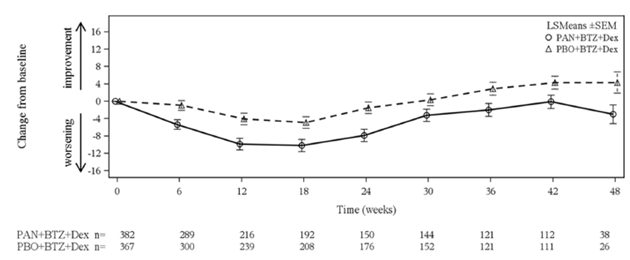 LSMeans ±SEM
PAN+BTZ+Dex
PBO+BTZ+Dex
Change from baseline
improvement
worsening
16
12
8
4
0
-4
-8
-12
-16
0 6 12 18 24 30 36 42 48
Time (weeks)
PAN+BTZ+Dex n= 382 289 216 192 150 144 121 112 38
PBO+BTZ+Dex n= 367 300 239 208 176 152 121 111 26